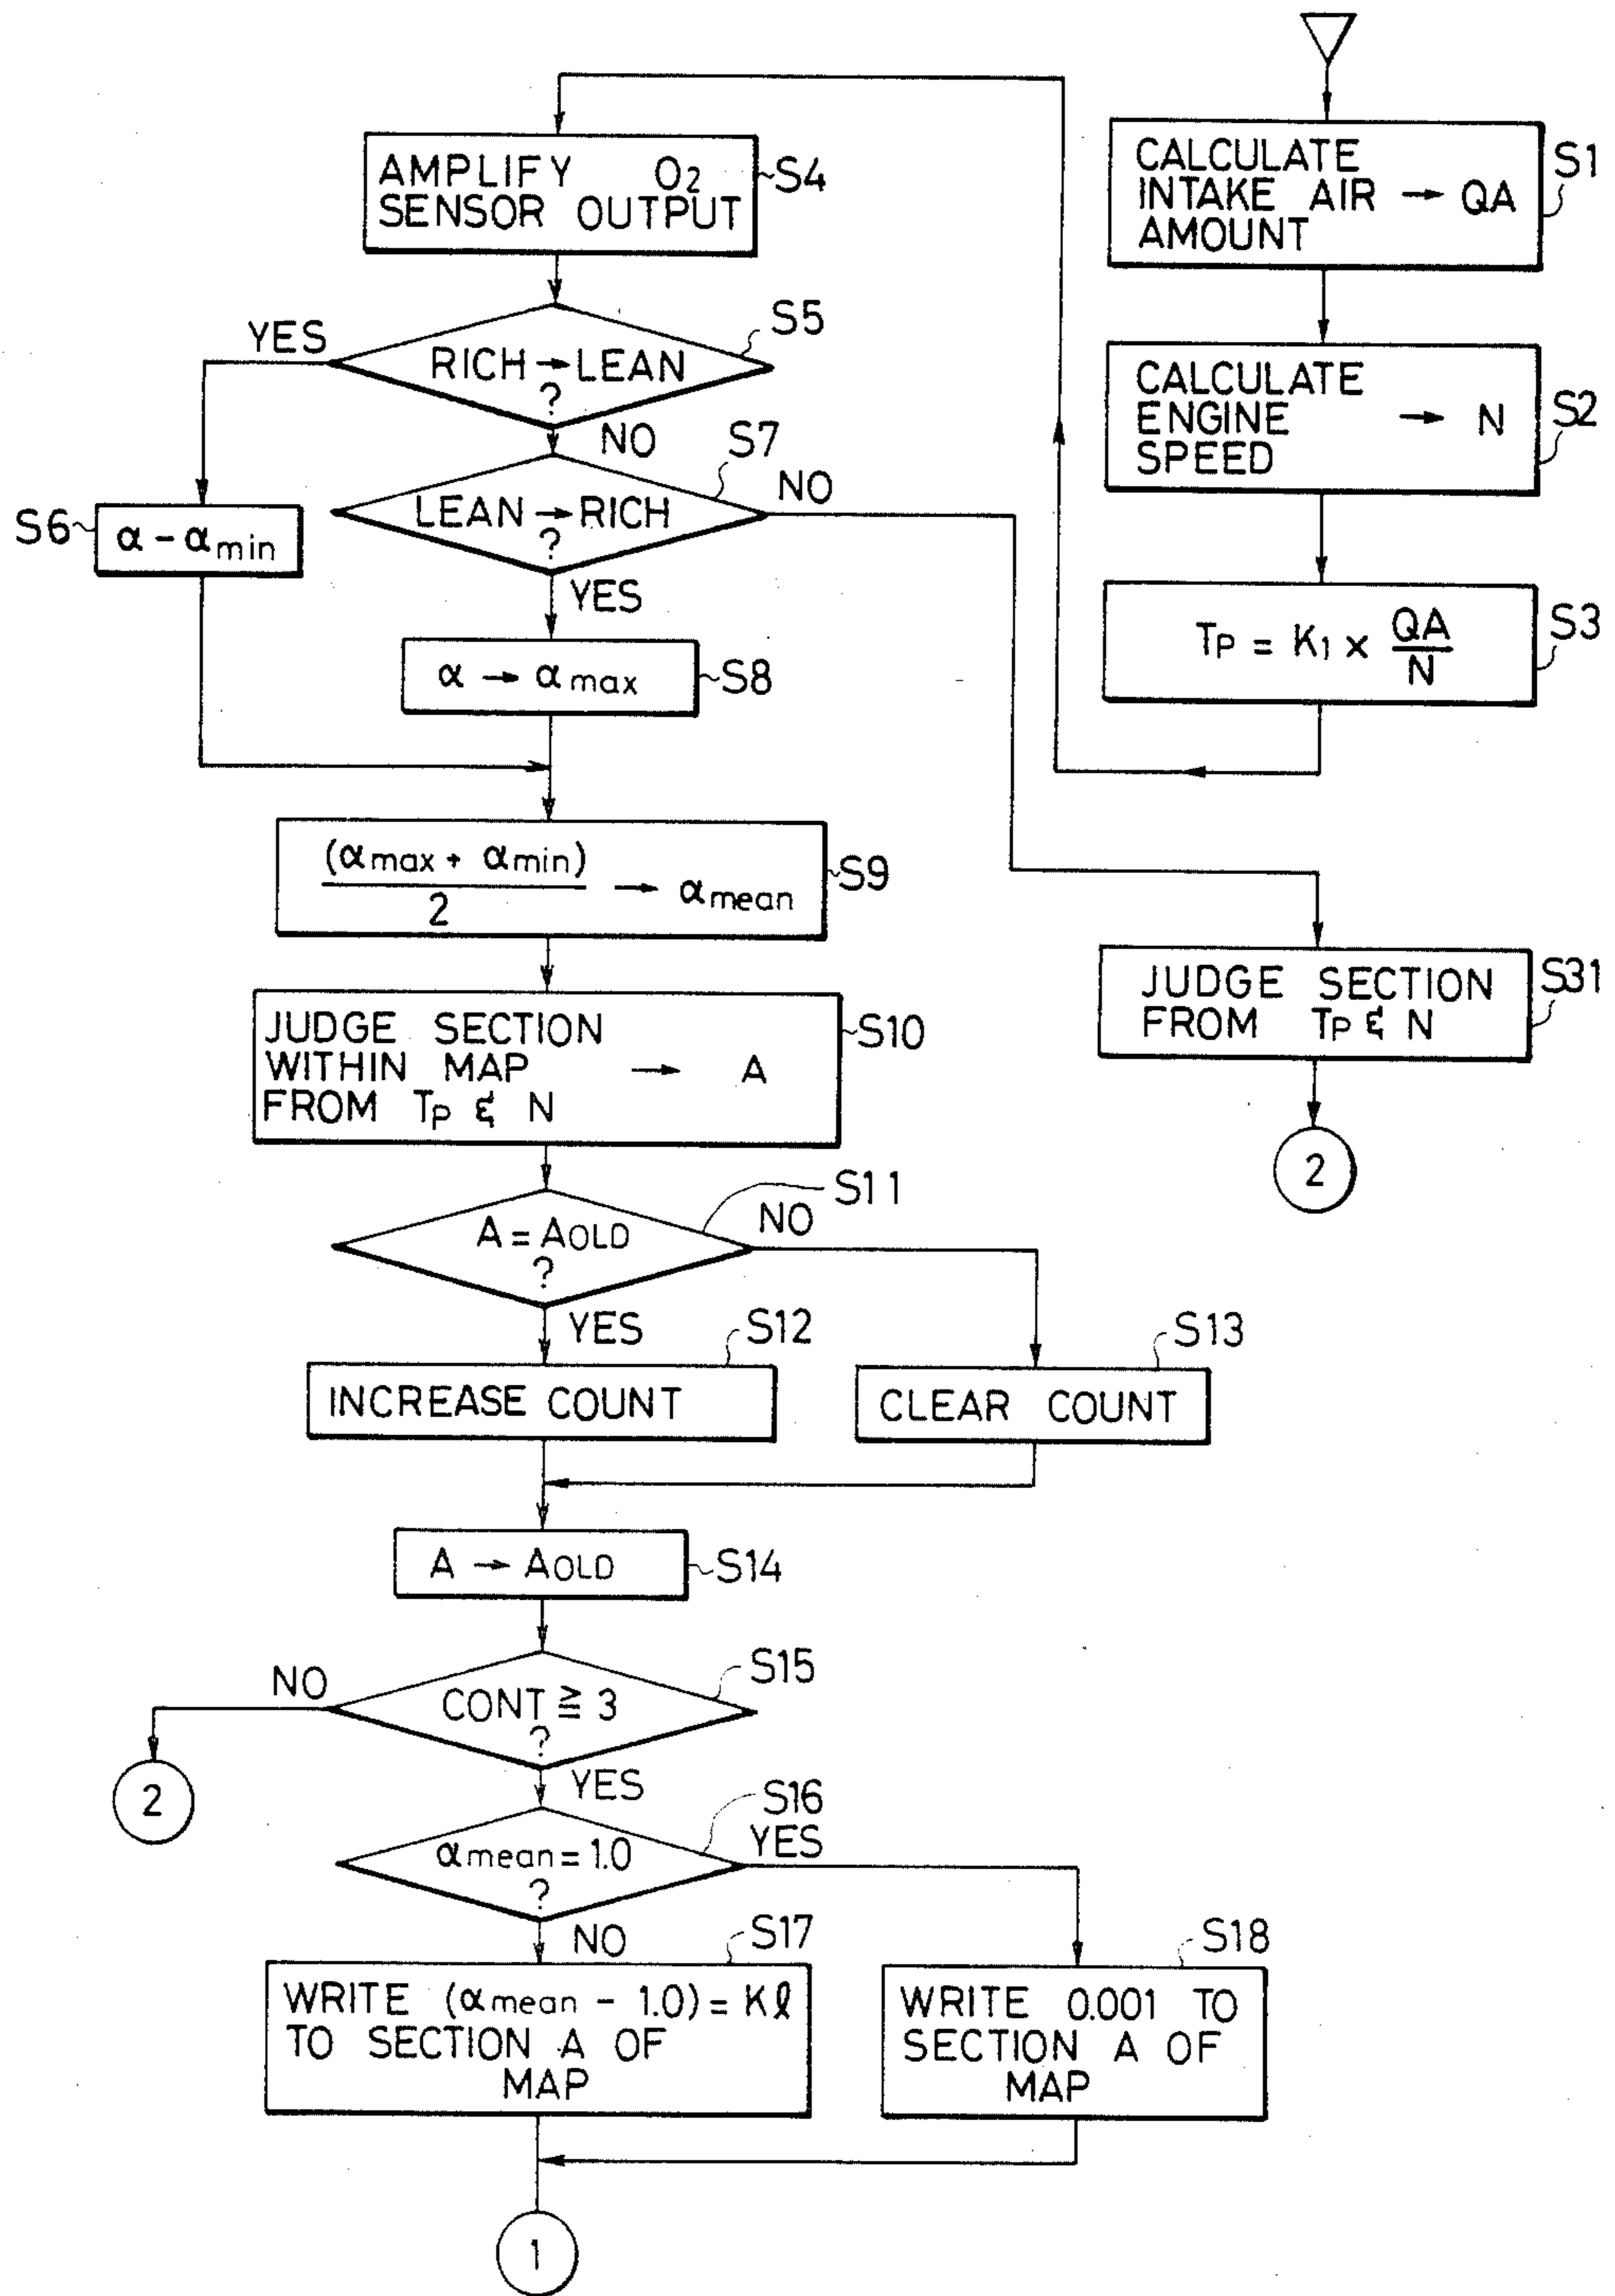 CALCULATE
INTAKE AIR → QA
AMOUNT
S1
CALCULATE
ENGINE → N
SPEED
S2
TP = K1 × QA/N
S3
AMPLIFY O2
SENSOR OUTPUT
S4
RICH → LEAN
?
S5
YES
NO
S6
α - αmin
LEAN → RICH
?
S7
NO
YES
α → αmax
S8
(αmax + αmin)/2 → αmean
S9
JUDGE SECTION
WITHIN MAP → A
FROM TP & N
S10
JUDGE SECTION
FROM TP & N
S31
2
A = AOLD
?
S11
NO
YES
INCREASE COUNT
S12
CLEAR COUNT
S13
A → AOLD
S14
CONT ≧ 3
?
S15
NO
2
YES
αmean = 1.0
?
S16
YES
NO
WRITE (αmean - 1.0) = Kℓ
TO SECTION A OF
MAP
S17
WRITE 0.001 TO
SECTION A OF
MAP
S18
1